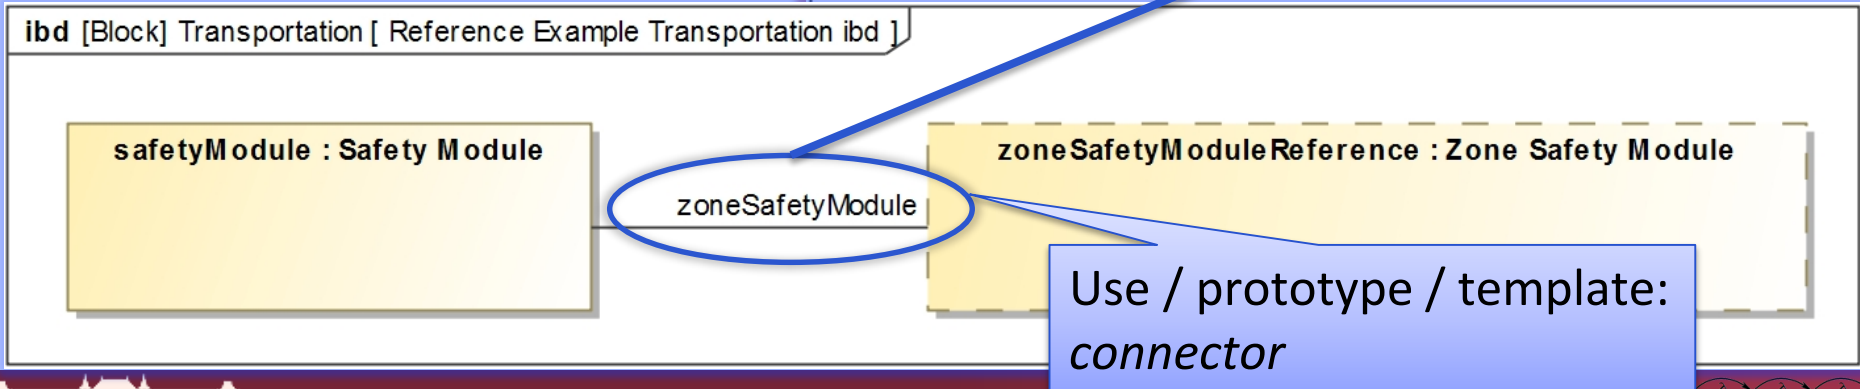 ibd [Block] Transportation [ Reference Example Transportation ibd ]
safetyModule : Safety Module
zoneSafetyModuleReference : Zone Safety Module
zoneSafetyModule
Use / prototype / template:
connector